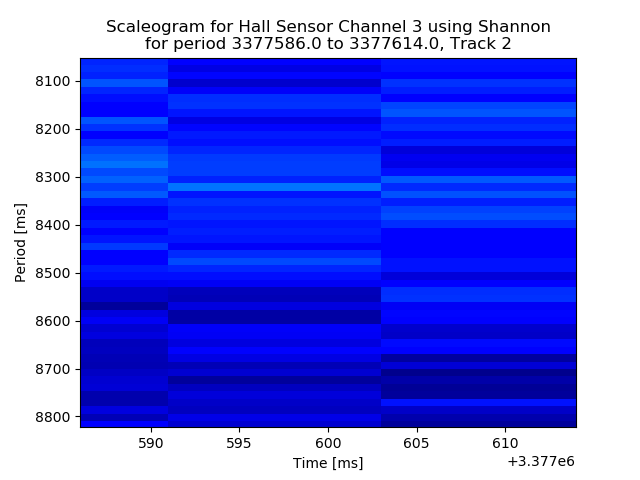 Scaleogram for Hall Sensor Channel 3 using Shannon
for period 3377586.0 to 3377614.0, Track 2
8100
8200
8300
8400
8500
8600
8700
8800
Period [ms]
590
595
600
605
610
Time [ms]
+3.377e6